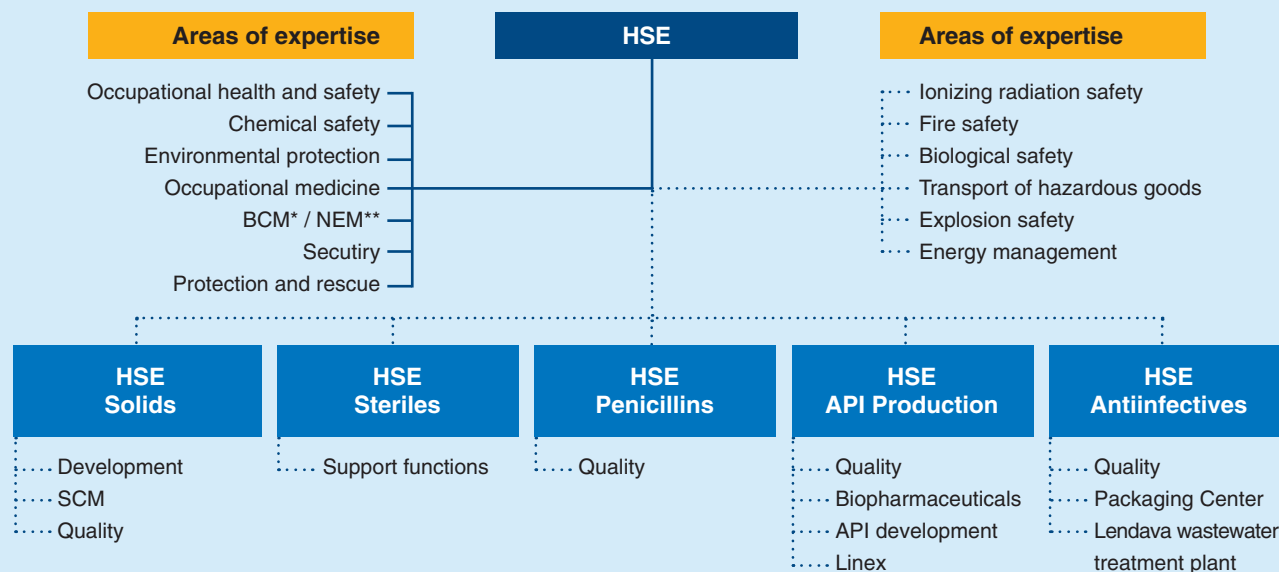 Areas of expertise
HSE
Areas of expertise
Occupational health and safety
Chemical safety
Environmental protection
Occupational medicine
BCM* / NEM**
Secutiry
Protection and rescue
Ionizing radiation safety
Fire safety
Biological safety
Transport of hazardous goods
Explosion safety
Energy management
HSE
Solids
Development
SCM
Quality
HSE
Steriles
Support functions
HSE
Penicillins
Quality
HSE
API Production
Quality
Biopharmaceuticals
API development
Linex
HSE
Antiinfectives
Quality
Packaging Center
Lendava wastewater
treatment plant